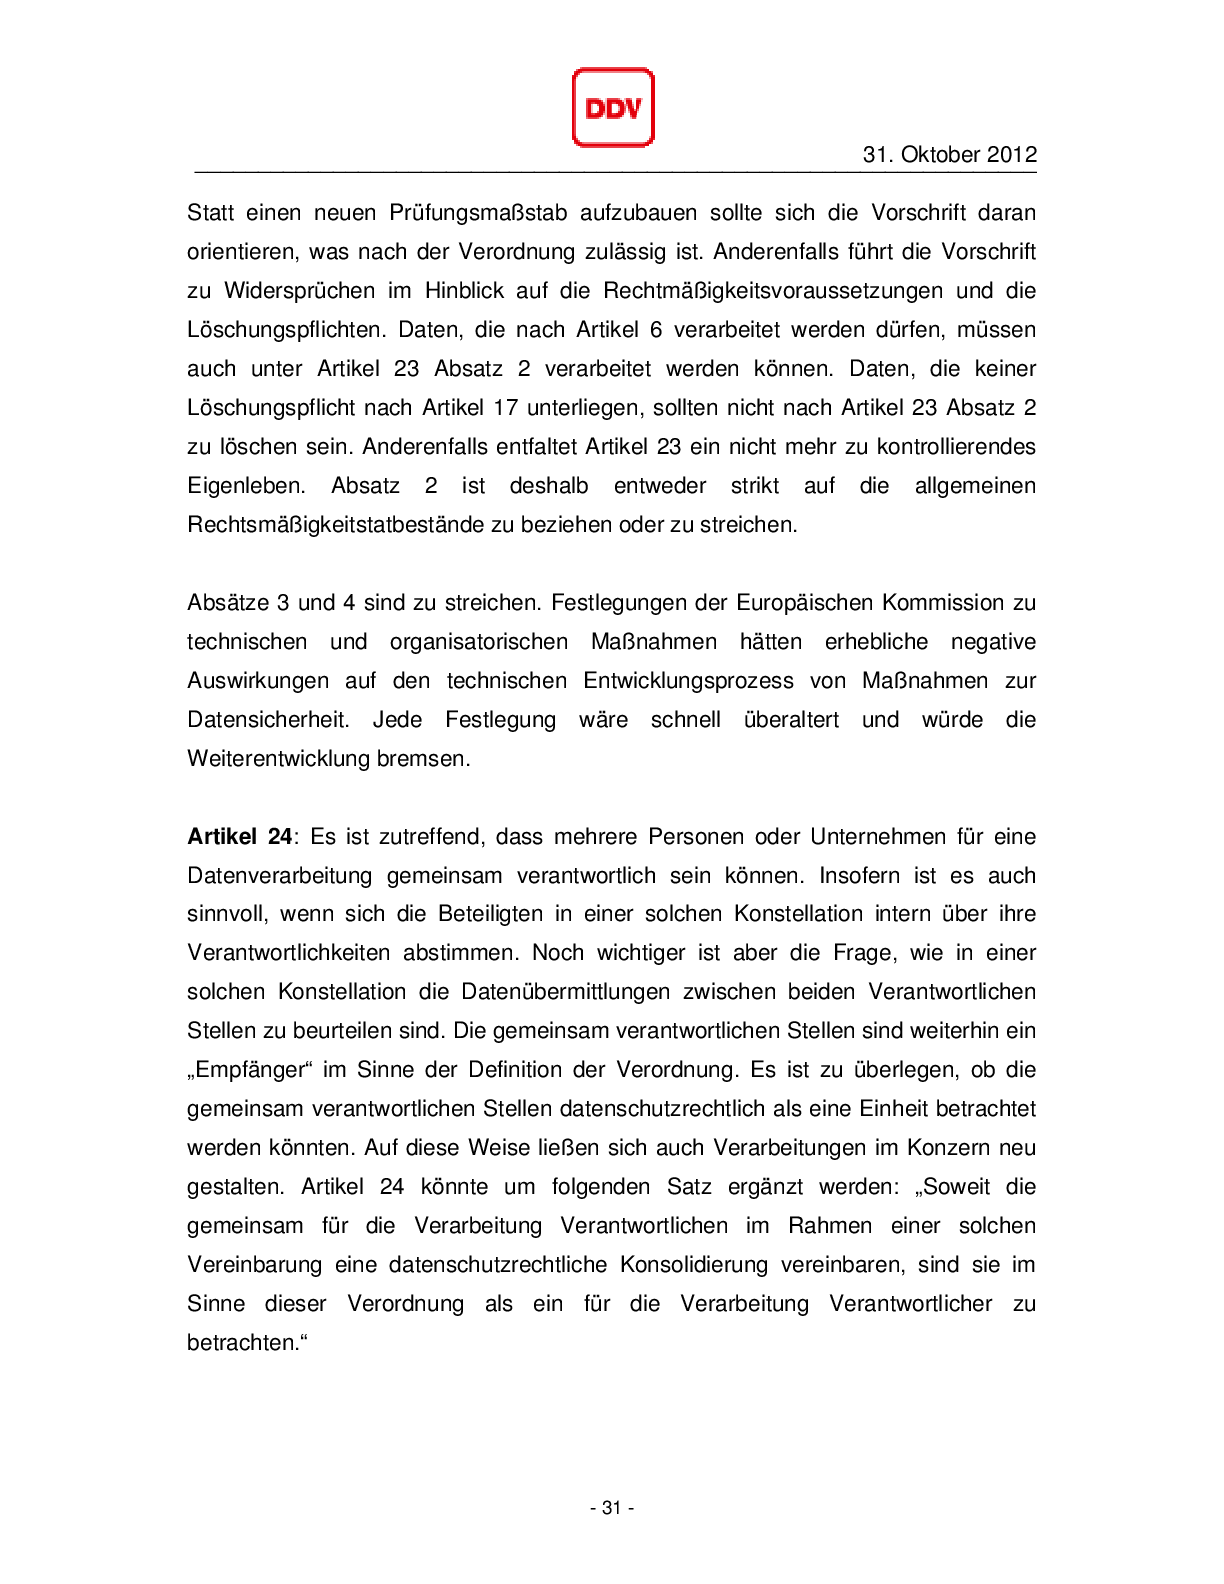 DDV
31. Oktober 2012
Statt einen neuen Prüfungsmaßstab aufzubauen sollte sich die Vorschrift daran
orientieren, was nach der Verordnung zulässig ist. Anderenfalls führt die Vorschrift
zu Widersprüchen im Hinblick auf die Rechtmäßigkeitsvoraussetzungen und die
Löschungspflichten. Daten, die nach Artikel 6 verarbeitet werden dürfen, müssen
auch unter Artikel 23 Absatz 2 verarbeitet werden können. Daten, die keiner
Löschungspflicht nach Artikel 17 unterliegen, sollten nicht nach Artikel 23 Absatz 2
zu löschen sein. Anderenfalls entfaltet Artikel 23 ein nicht mehr zu kontrollierendes
Eigenleben. Absatz 2 ist deshalb entweder strikt auf die allgemeinen
Rechtsmäßigkeitstatbestände zu beziehen oder zu streichen.
Absätze 3 und 4 sind zu streichen. Festlegungen der Europäischen Kommission zu
technischen und organisatorischen Maßnahmen hätten erhebliche negative
Auswirkungen auf den technischen Entwicklungsprozess von Maßnahmen zur
Datensicherheit. Jede Festlegung wäre schnell überaltert und würde die
Weiterentwicklung bremsen.
Artikel 24: Es ist zutreffend, dass mehrere Personen oder Unternehmen für eine
Datenverarbeitung gemeinsam verantwortlich sein können. Insofern ist es auch
sinnvoll, wenn sich die Beteiligten in einer solchen Konstellation intern über ihre
Verantwortlichkeiten abstimmen. Noch wichtiger ist aber die Frage, wie in einer
solchen Konstellation die Datenübermittlungen zwischen beiden Verantwortlichen
Stellen zu beurteilen sind. Die gemeinsam verantwortlichen Stellen sind weiterhin ein
„Empfänger“ im Sinne der Definition der Verordnung. Es ist zu überlegen, ob die
gemeinsam verantwortlichen Stellen datenschutzrechtlich als eine Einheit betrachtet
werden könnten. Auf diese Weise ließen sich auch Verarbeitungen im Konzern neu
gestalten. Artikel 24 könnte um folgenden Satz ergänzt werden: „Soweit die
gemeinsam für die Verarbeitung Verantwortlichen im Rahmen einer solchen
Vereinbarung eine datenschutzrechtliche Konsolidierung vereinbaren, sind sie im
Sinne dieser Verordnung als ein für die Verarbeitung Verantwortlicher zu
betrachten.“
- 31 -